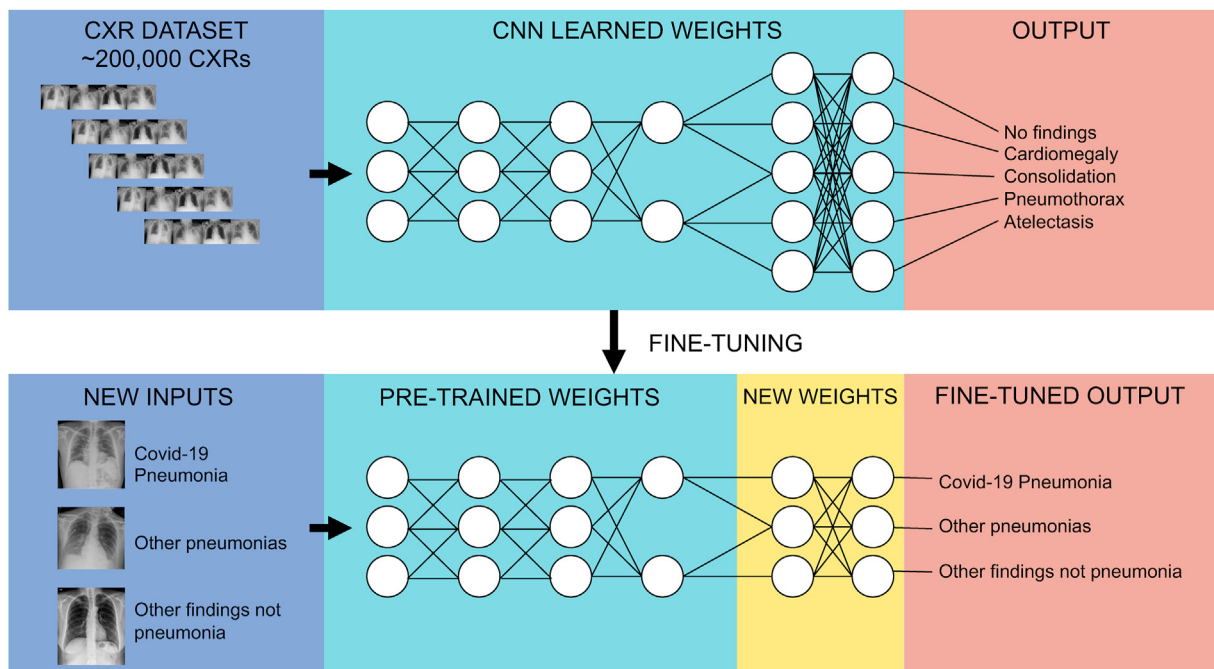 CXR DATASET
~200,000 CXRs
CNN LEARNED WEIGHTS
OUTPUT
No findings
Cardiomegaly
Consolidation
Pneumothorax
Atelectasis
FINE-TUNING
NEW INPUTS
Covid-19
Pneumonia
Other pneumonias
Other findings not
pneumonia
PRE-TRAINED WEIGHTS
NEW WEIGHTS
FINE-TUNED OUTPUT
Covid-19 Pneumonia
Other pneumonias
Other findings not pneumonia